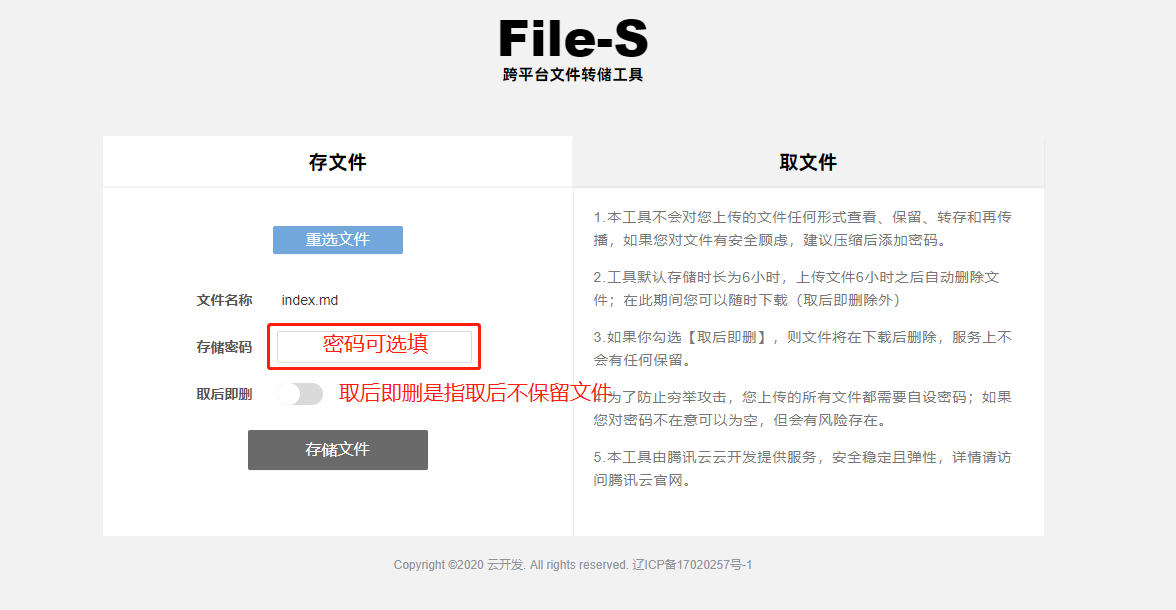 File-S
跨平台文件转储工具
存文件
取文件
重选文件
文件名称 index.md
存储密码 密码可选填
取后即删 取后即删是指取后不保留文件
存储文件
1.本工具不会对您上传的文件任何形式查看、保留、转存和再传
播，如果您对文件有安全顾虑，建议压缩后添加密码。
2.工具默认存储时长为6小时，上传文件6小时之后自动删除文
件；在此期间您可以随时下载（取后即删除外）
3.如果你勾选【取后即删】，则文件将在下载后删除，服务上不
会有任何保留。
为了防止穷举攻击，您上传的所有文件都需要自设密码；如果
您对密码不在意可以为空，但会有风险存在。
5.本工具由腾讯云云开发提供服务，安全稳定且弹性，详情请访
问腾讯云官网。
Copyright ©2020 云开发. All rights reserved. 辽ICP备17020257号-1